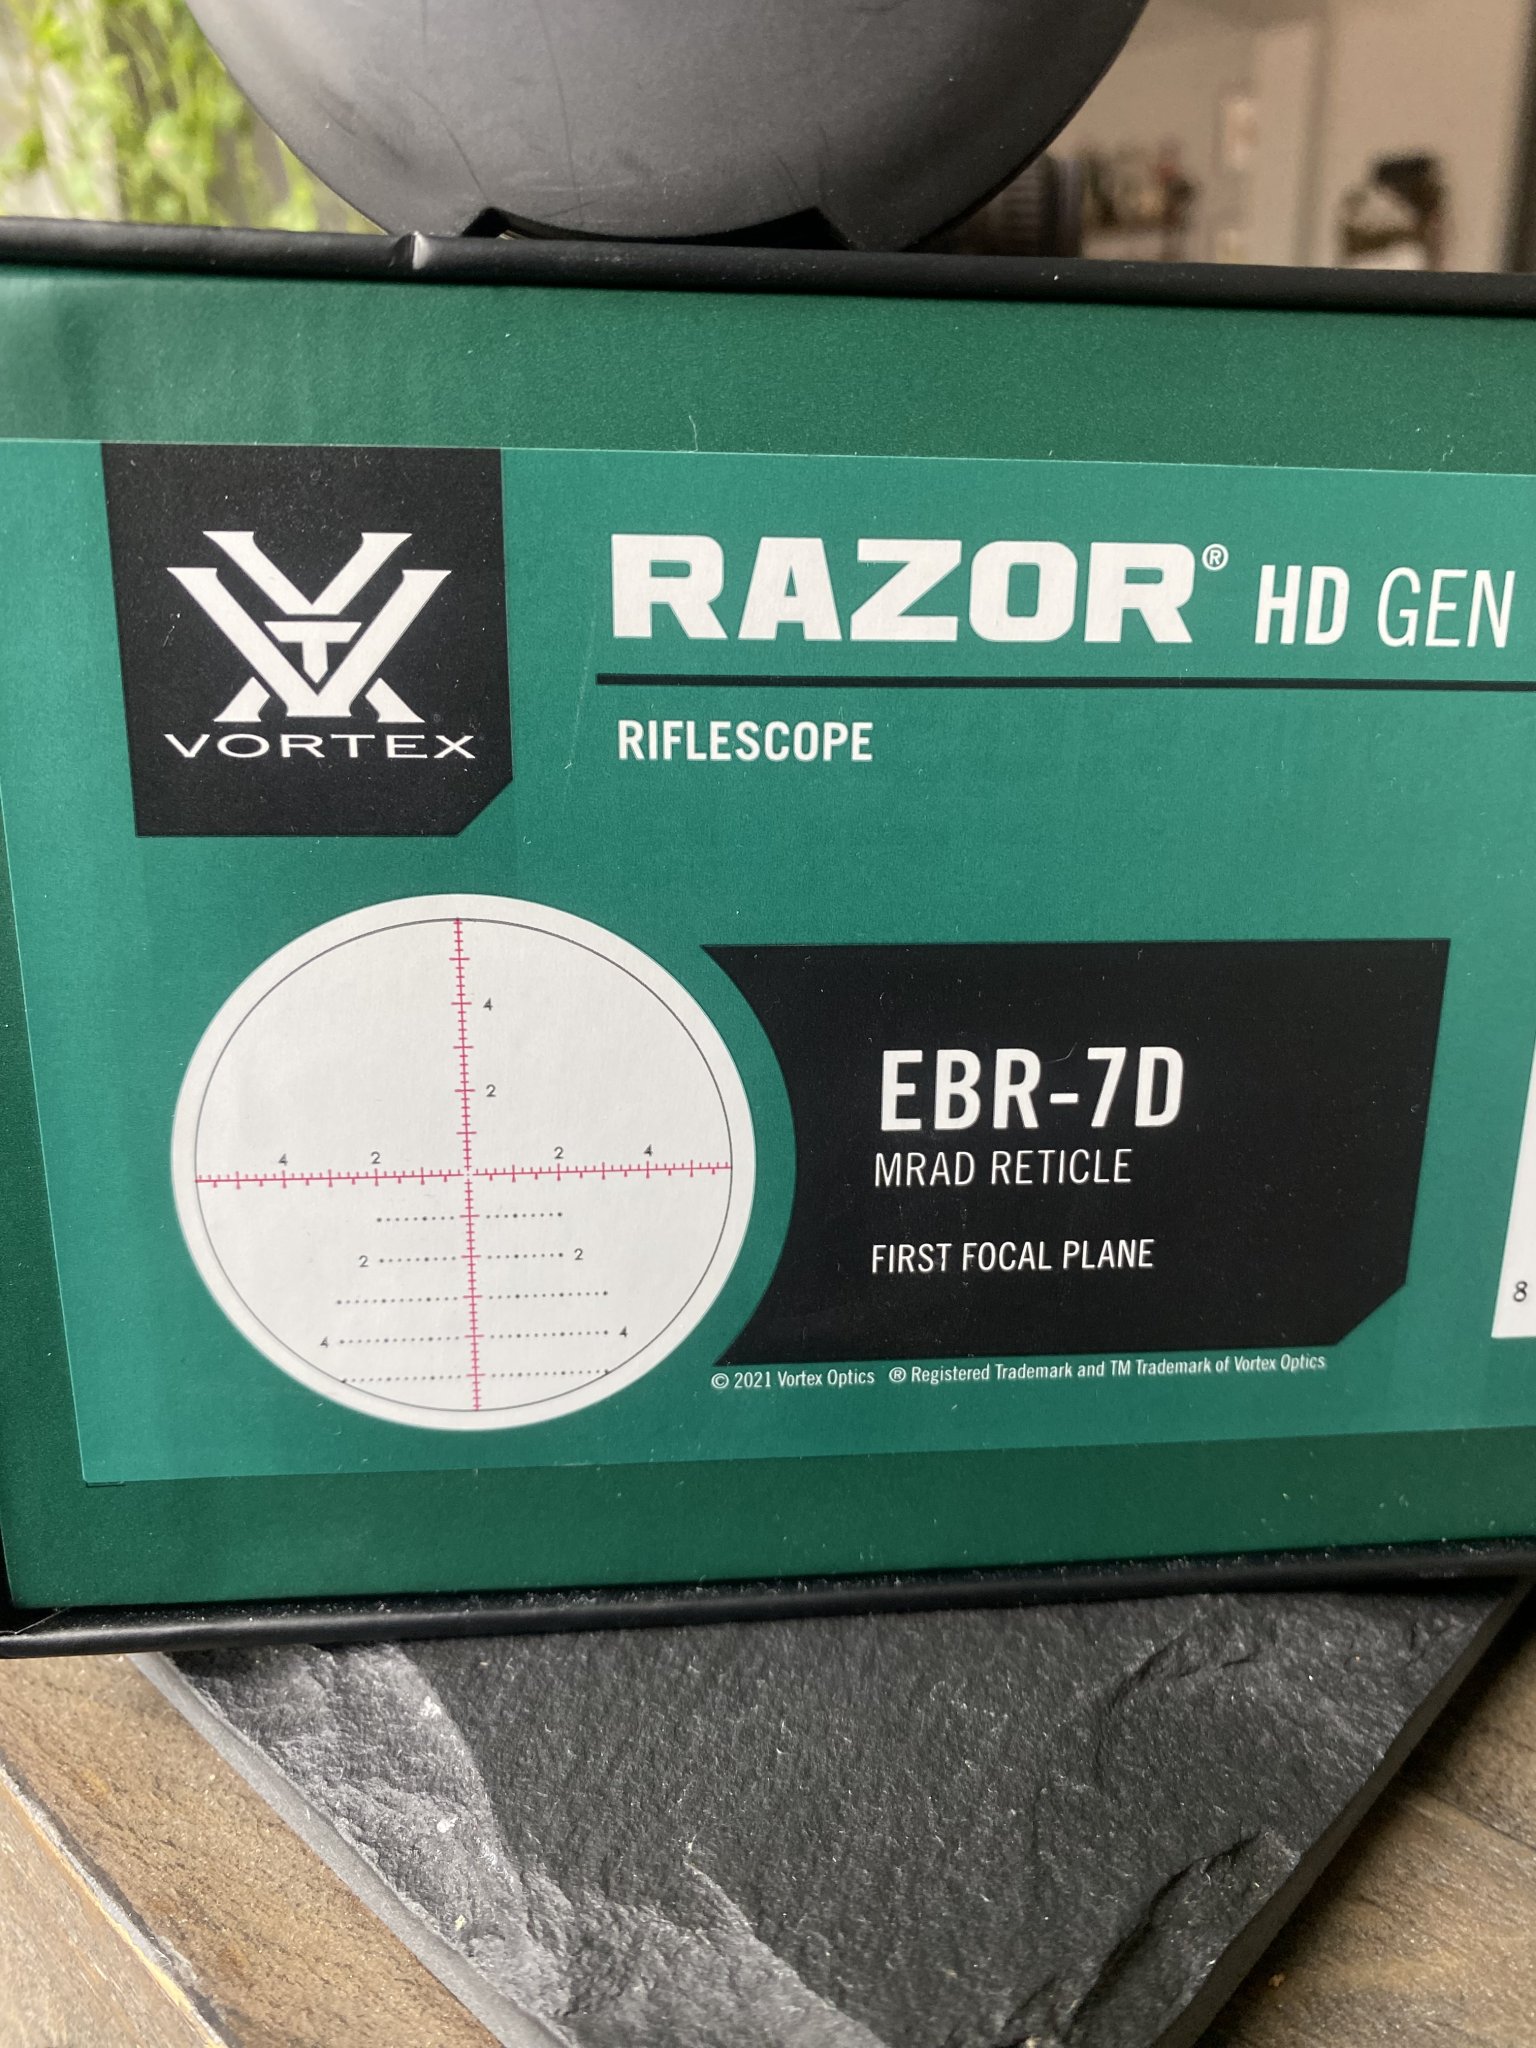 VORTEX
RAZOR® HD GEN
RIFLESCOPE
4
2
4 2 2 4
2 2
4 4
EBR-7D
MRAD RETICLE
FIRST FOCAL PLANE
8
© 2021 Vortex Optics ® Registered Trademark and TM Trademark of Vortex Optics